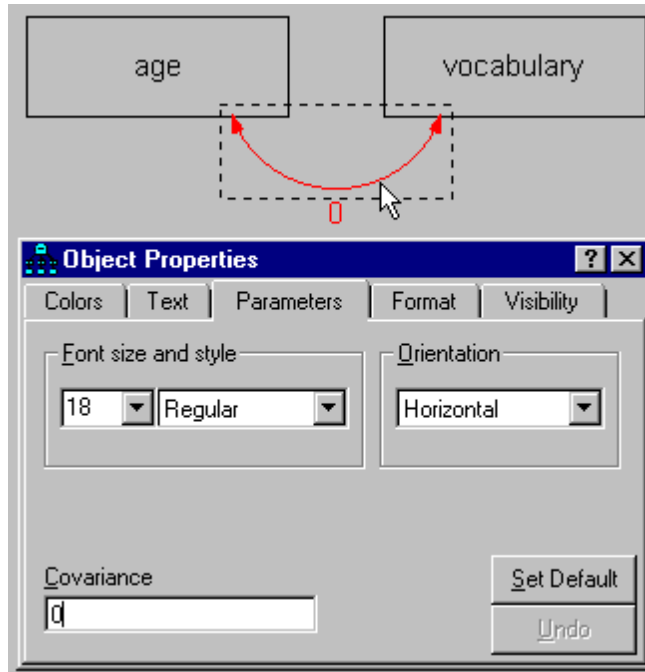 age vocabulary
0
Object Properties
Colors Text Parameters Format Visibility
Font size and style Orientation
18 Regular Horizontal
Covariance Set Default
0 Undo